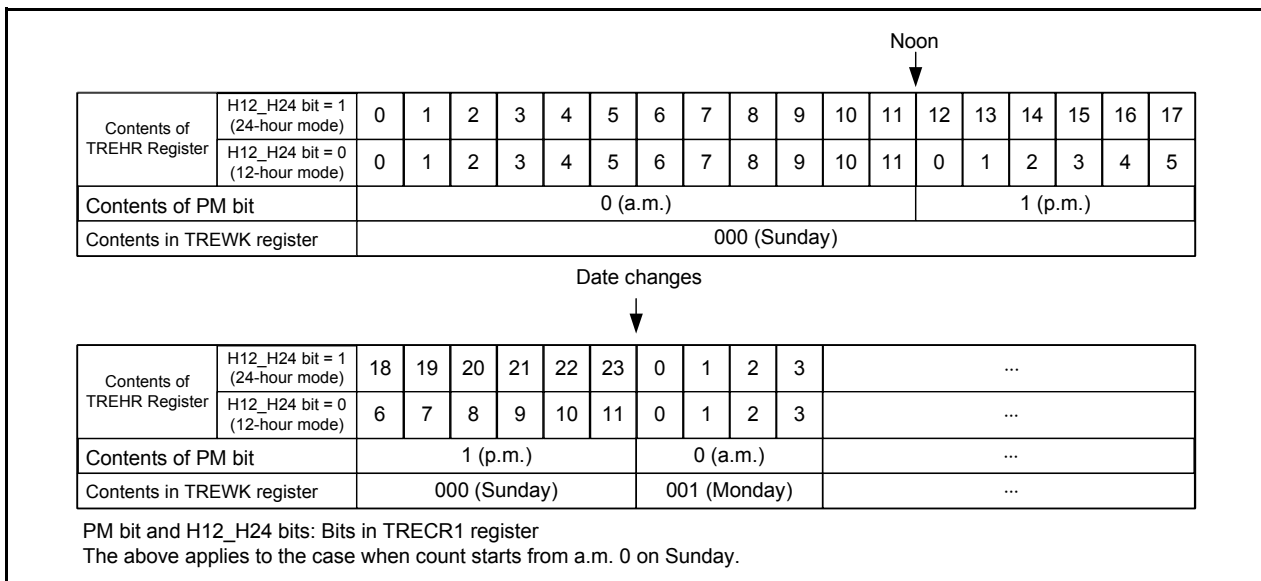 Noon
Contents of TREHR Register
H12_H24 bit = 1 (24-hour mode) 0 1 2 3 4 5 6 7 8 9 10 11 12 13 14 15 16 17
H12_H24 bit = 0 (12-hour mode) 0 1 2 3 4 5 6 7 8 9 10 11 0 1 2 3 4 5
Contents of PM bit 0 (a.m.) 1 (p.m.)
Contents in TREWK register 000 (Sunday)
Date changes
Contents of TREHR Register
H12_H24 bit = 1 (24-hour mode) 18 19 20 21 22 23 0 1 2 3 ...
H12_H24 bit = 0 (12-hour mode) 6 7 8 9 10 11 0 1 2 3 ...
Contents of PM bit 1 (p.m.) 0 (a.m.) ...
Contents in TREWK register 000 (Sunday) 001 (Monday) ...
PM bit and H12_H24 bits: Bits in TRECR1 register
The above applies to the case when count starts from a.m. 0 on Sunday.